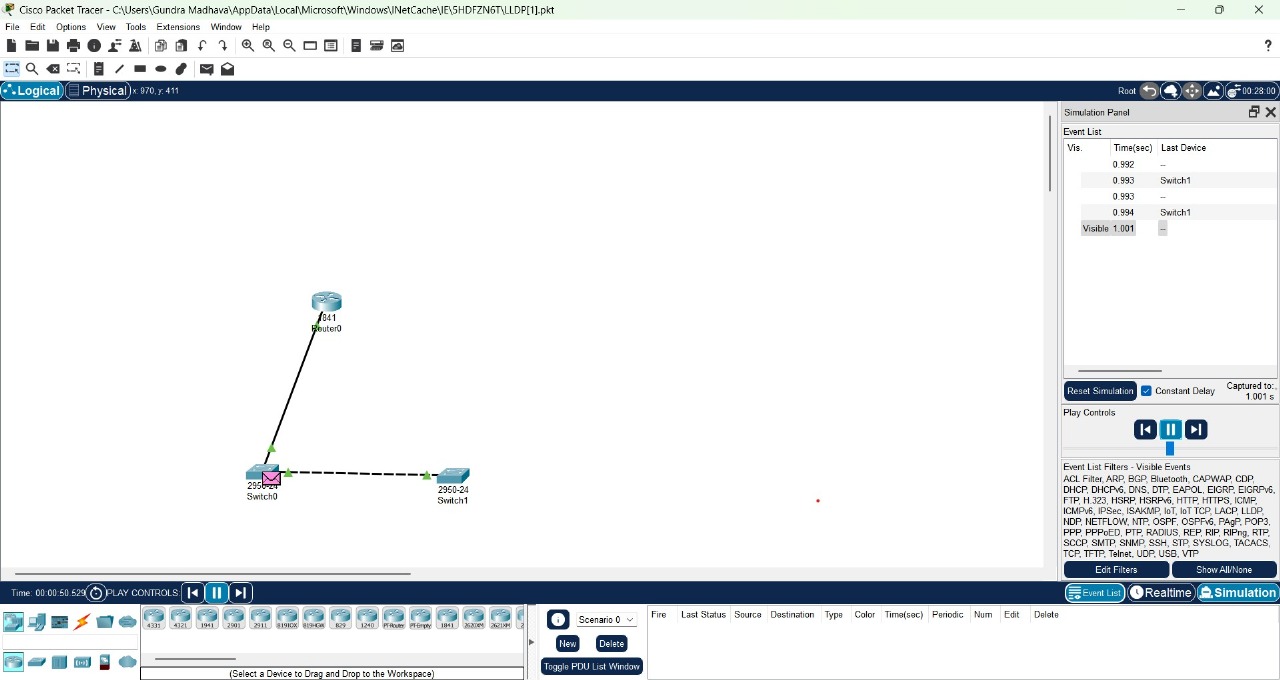 Cisco Packet Tracer - C:\Users\Gundra Madhava\AppData\Local\Microsoft\Windows\INetCache\IE\5HDFZN6T\LLDP[1].pkt
File Edit Options View Tools Extensions Window Help
?
Logical Physical x: 970, y: 411 Root 00:28:00
Simulation Panel
Event List
Vis. Time(sec) Last Device
0.992 --
0.993 Switch1
0.993 --
0.994 Switch1
Visible 1.001 --
1841
Router0
Reset Simulation Constant Delay Captured to:
1.001 s
Play Controls
2950-24
Switch0
2950-24
Switch1
Event List Filters - Visible Events
ACL Filter, ARP, BGP, Bluetooth, CAPWAP, CDP,
DHCP, DHCPv6, DNS, DTP, EAPOL, EIGRP, EIGRPv6,
FTP, H.323, HSRP, HSRPv6, HTTP, HTTPS, ICMP,
ICMPv6, IPSec, ISAKMP, IoT, IoT TCP, LACP, LLDP,
NDP, NETFLOW, NTP, OSPF, OSPFv6, PAgP, POP3,
PPP, PPPoED, PTP, RADIUS, REP, RIP, RIPng, RTP,
SCCP, SMTP, SNMP, SSH, STP, SYSLOG, TACACS,
TCP, TFTP, Telnet, UDP, USB, VTP
Edit Filters Show All/None
Time: 00:00:50.529 PLAY CONTROLS: Event List Realtime Simulation
4331 4321 1941 2901 2911 819IOX 819HGW 829 1240 PT-Router PT-Empty 1841 2620XM 2621XM 2
Scenario 0
New Delete
Toggle PDU List Window
Fire Last Status Source Destination Type Color Time(sec) Periodic Num Edit Delete
(Select a Device to Drag and Drop to the Workspace)